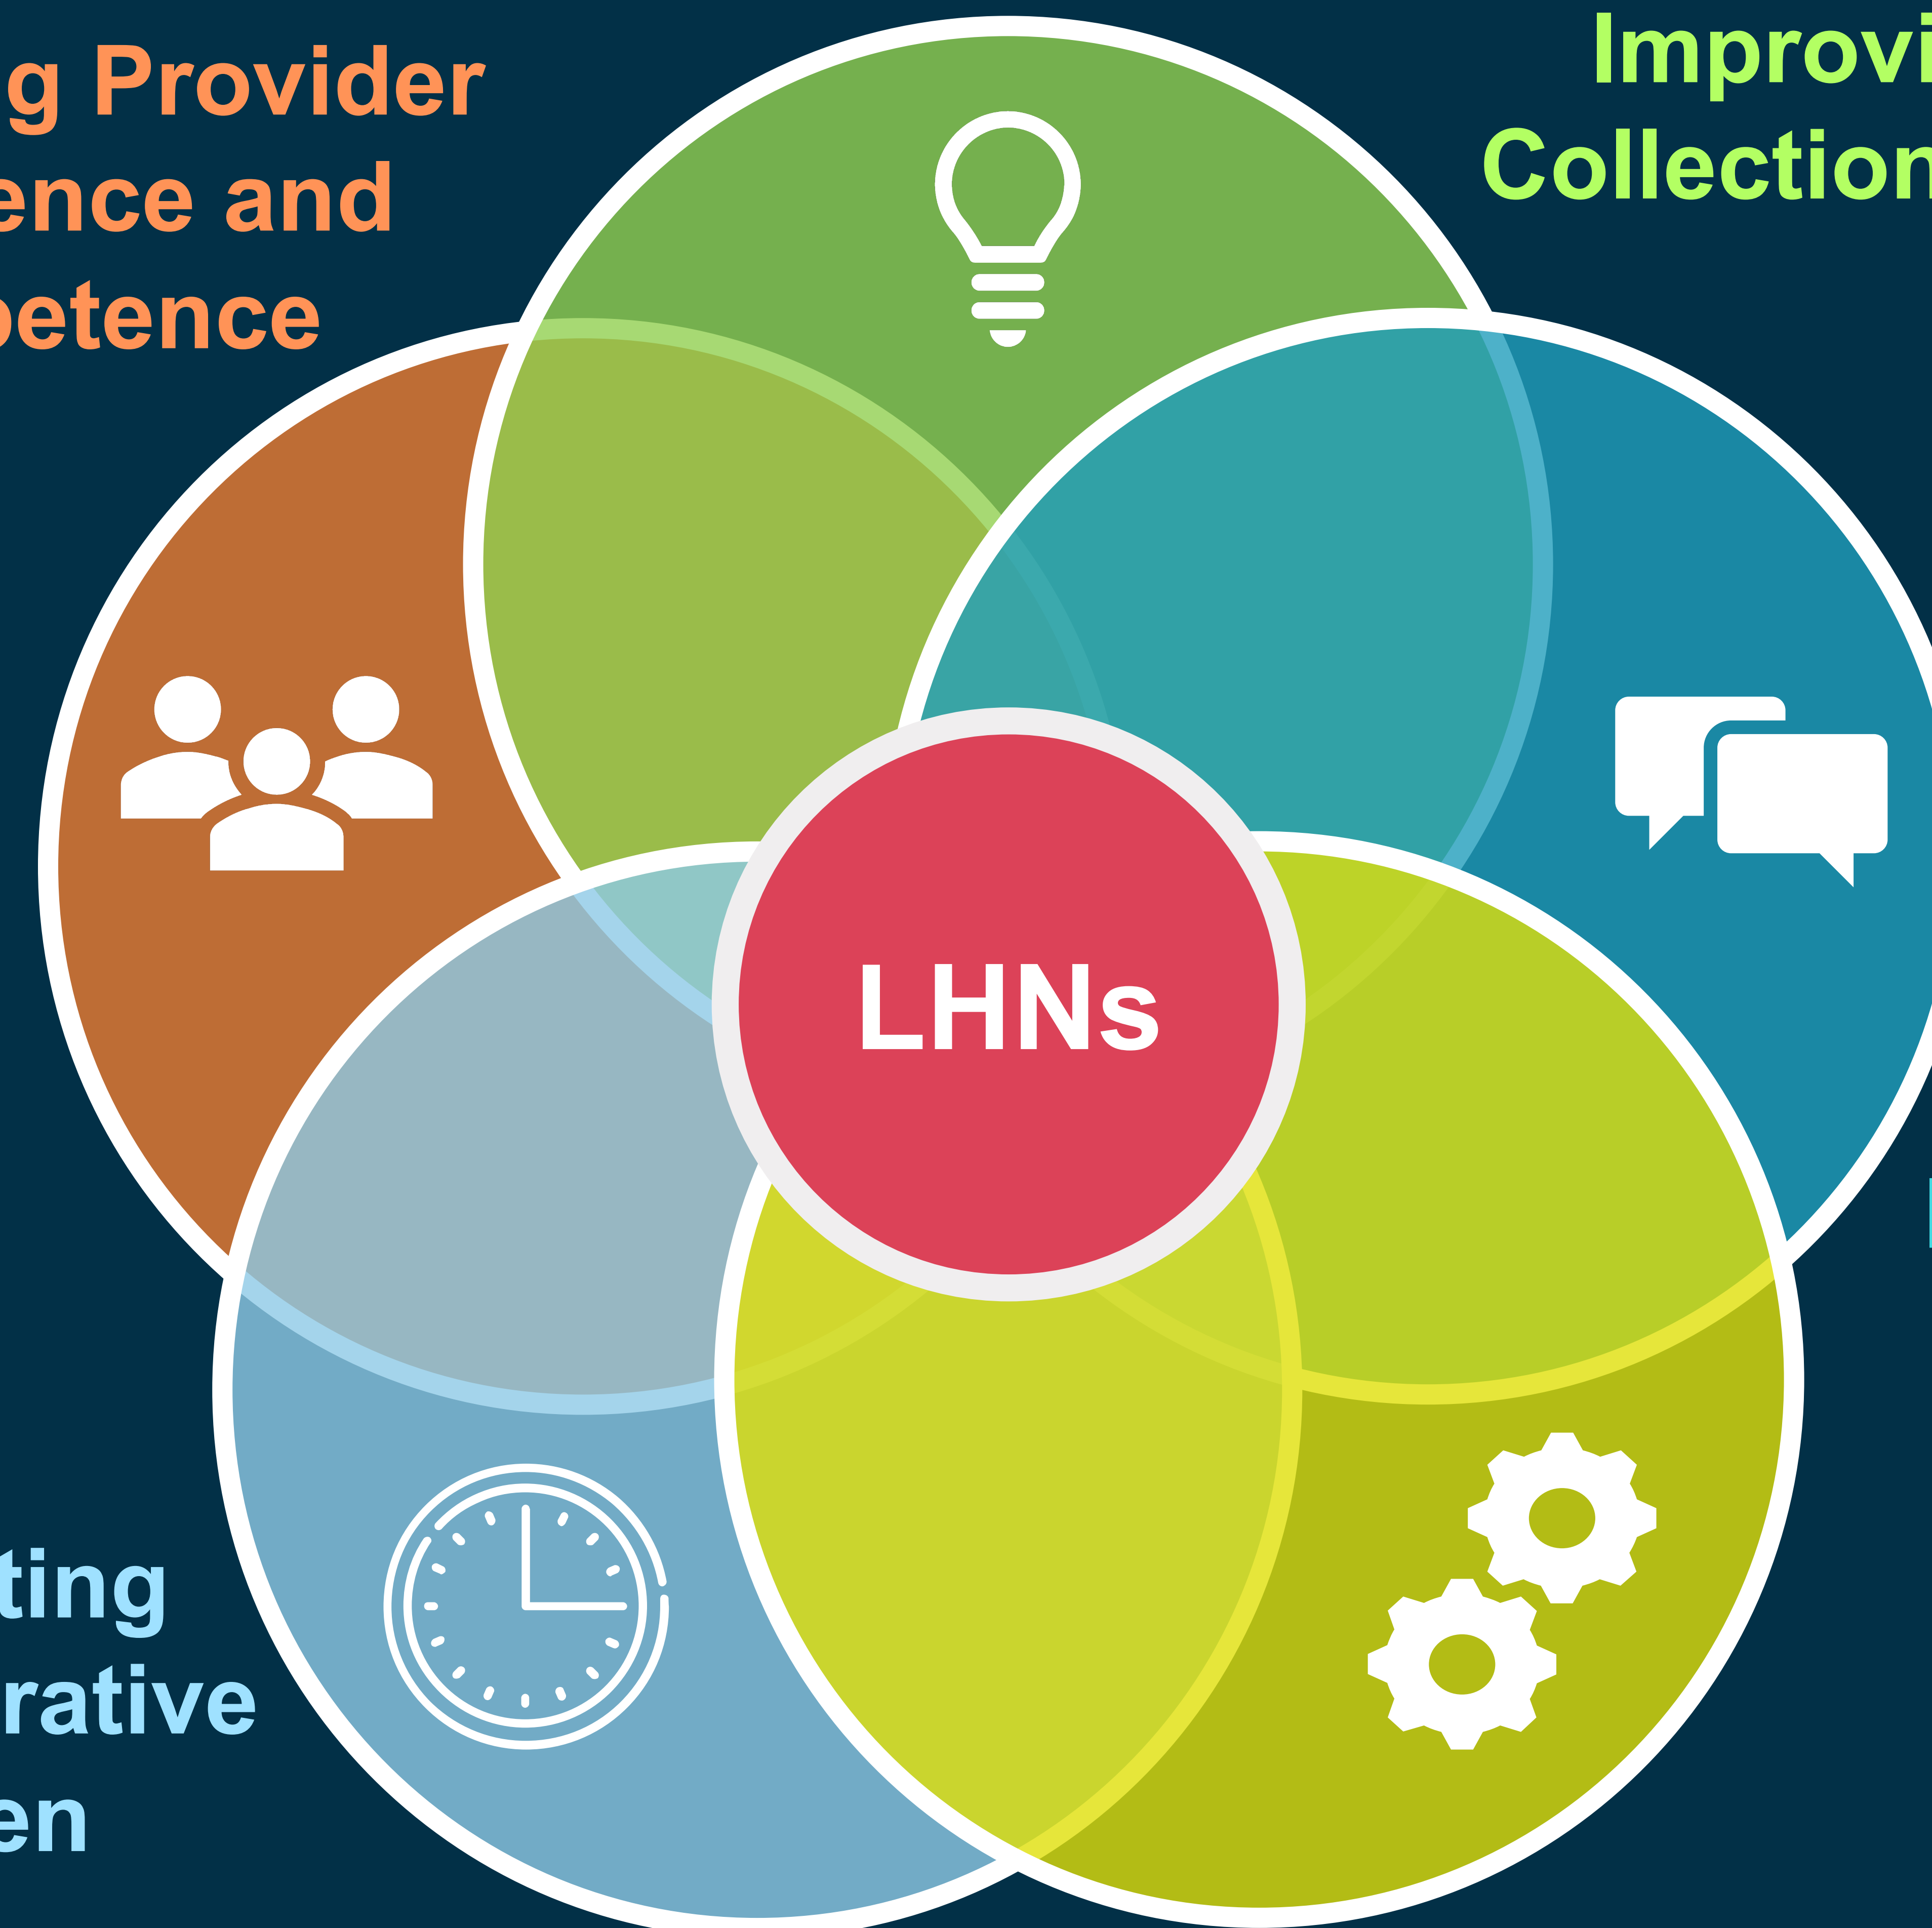 g Provider
ence and
petence
Improvi
Collection
LHNs
ting
rative
en